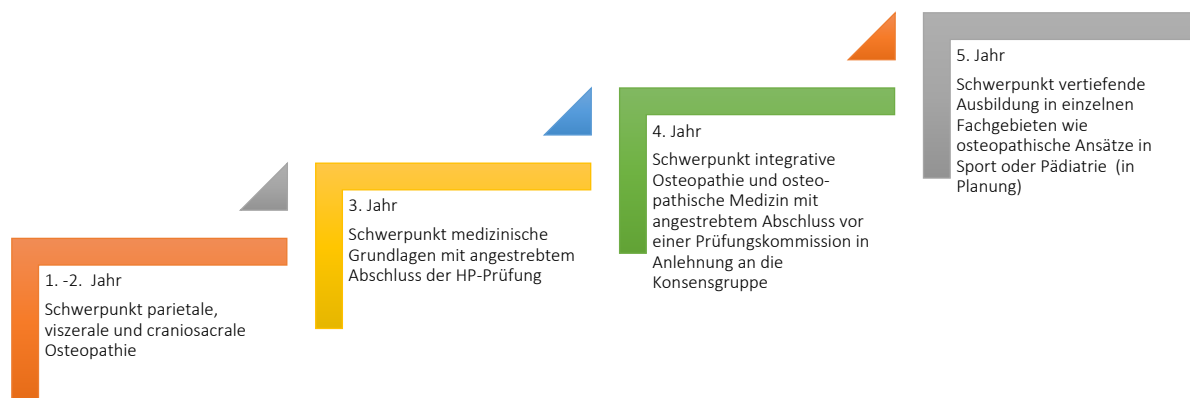 1. -2. Jahr
Schwerpunkt parietale,
viszerale und craniosacrale
Osteopathie
3. Jahr
Schwerpunkt medizinische
Grundlagen mit angestrebtem
Abschluss der HP-Prüfung
4. Jahr
Schwerpunkt integrative
Osteopathie und osteo-
pathische Medizin mit
angestrebtem Abschluss vor
einer Prüfungskommission in
Anlehnung an die
Konsensgruppe
5. Jahr
Schwerpunkt vertiefende
Ausbildung in einzelnen
Fachgebieten wie
osteopathische Ansätze in
Sport oder Pädiatrie (in
Planung)